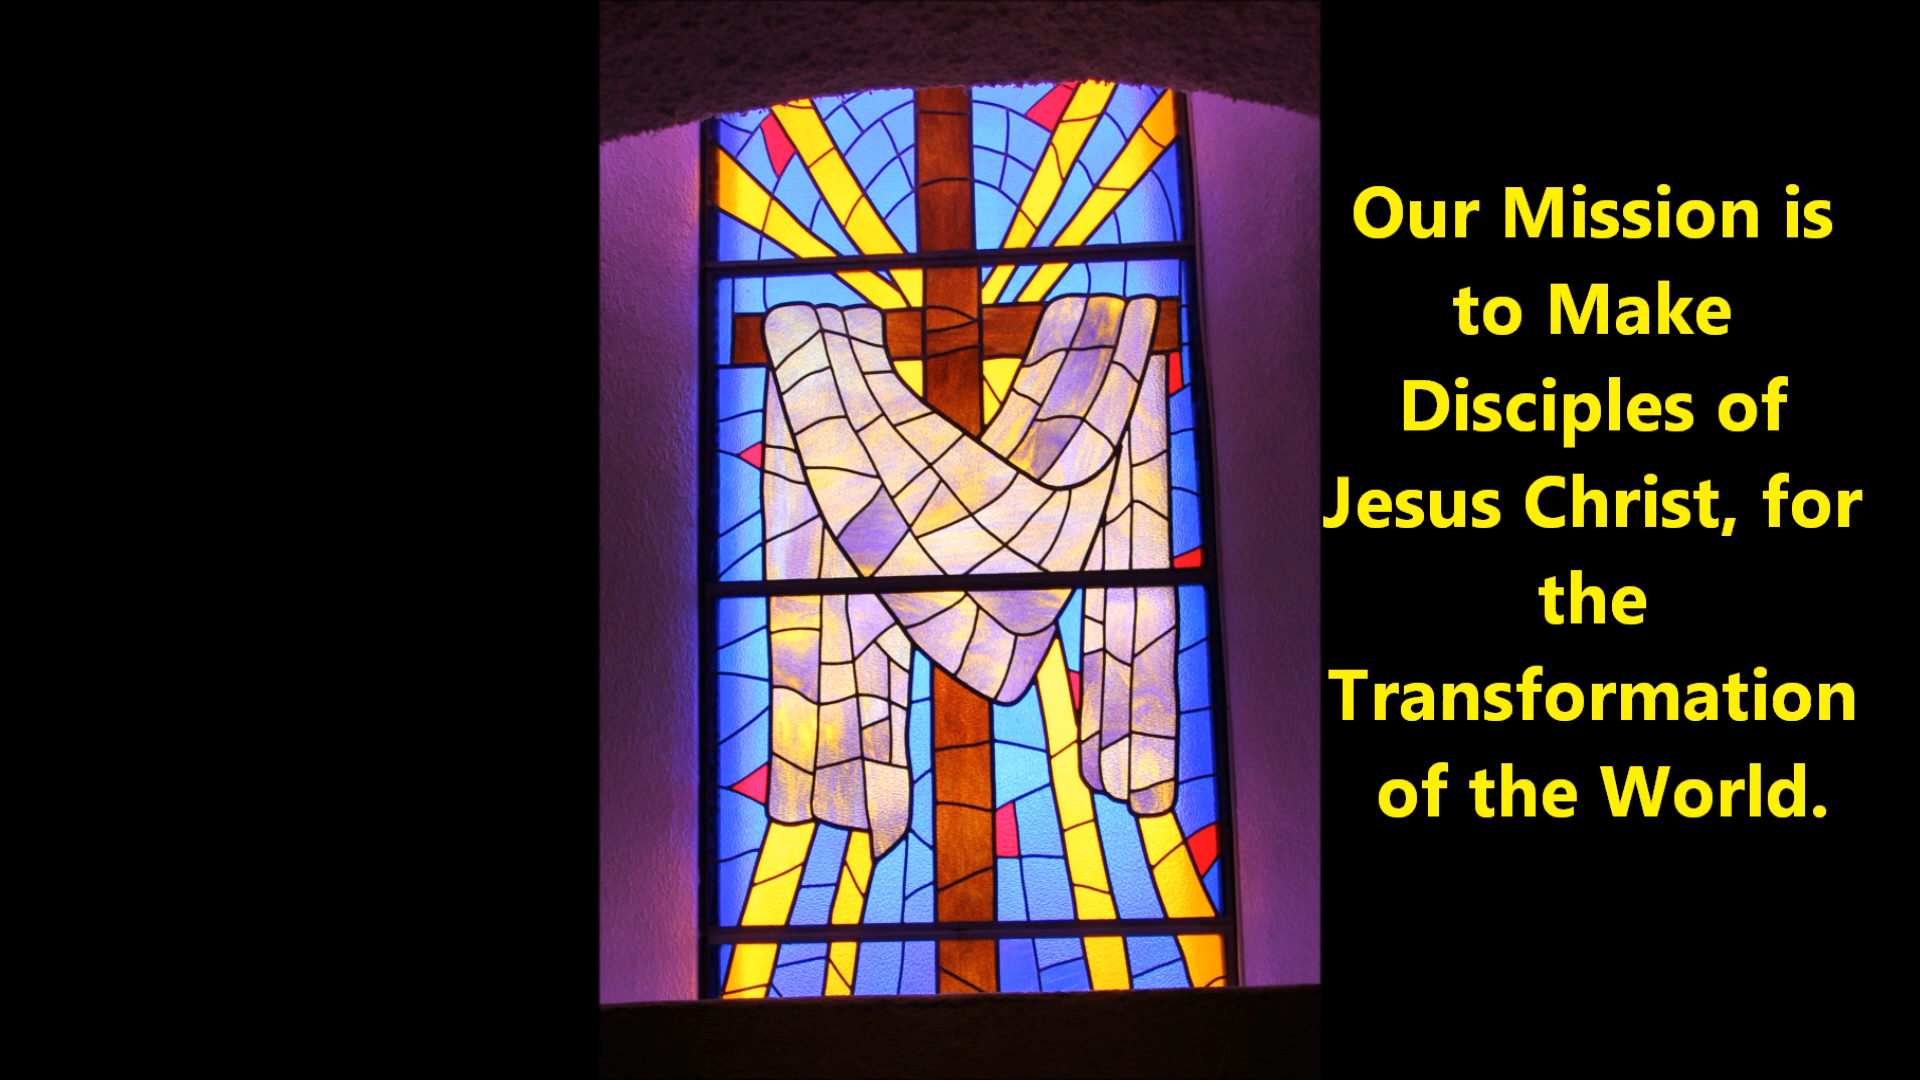 Our Mission is
to Make
Disciples of
Jesus Christ, for
the
Transformation
of the World.